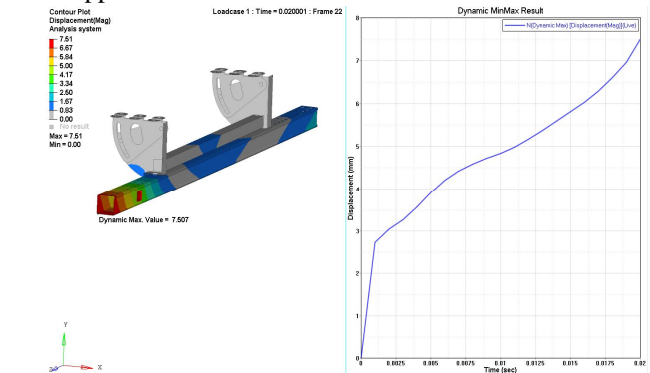 Contour Plot
Displacement(Mag)
Analysis system
7.51
6.67
5.84
5.00
4.17
3.34
2.50
1.67
0.83
0.00
No result
Max = 7.51
Min = 0.00
Loadcase 1 : Time = 0.020001 : Frame 22
Dynamic Max. Value = 7.507
Y
X
Dynamic MinMax Result
N(Dynamic Max) [Displacement(Mag)](Live)
Displacement (mm)
8
7
6
5
4
3
2
1
0
0
0.0025
0.005
0.0075
0.01
0.0125
0.015
0.0175
0.02
Time (sec)